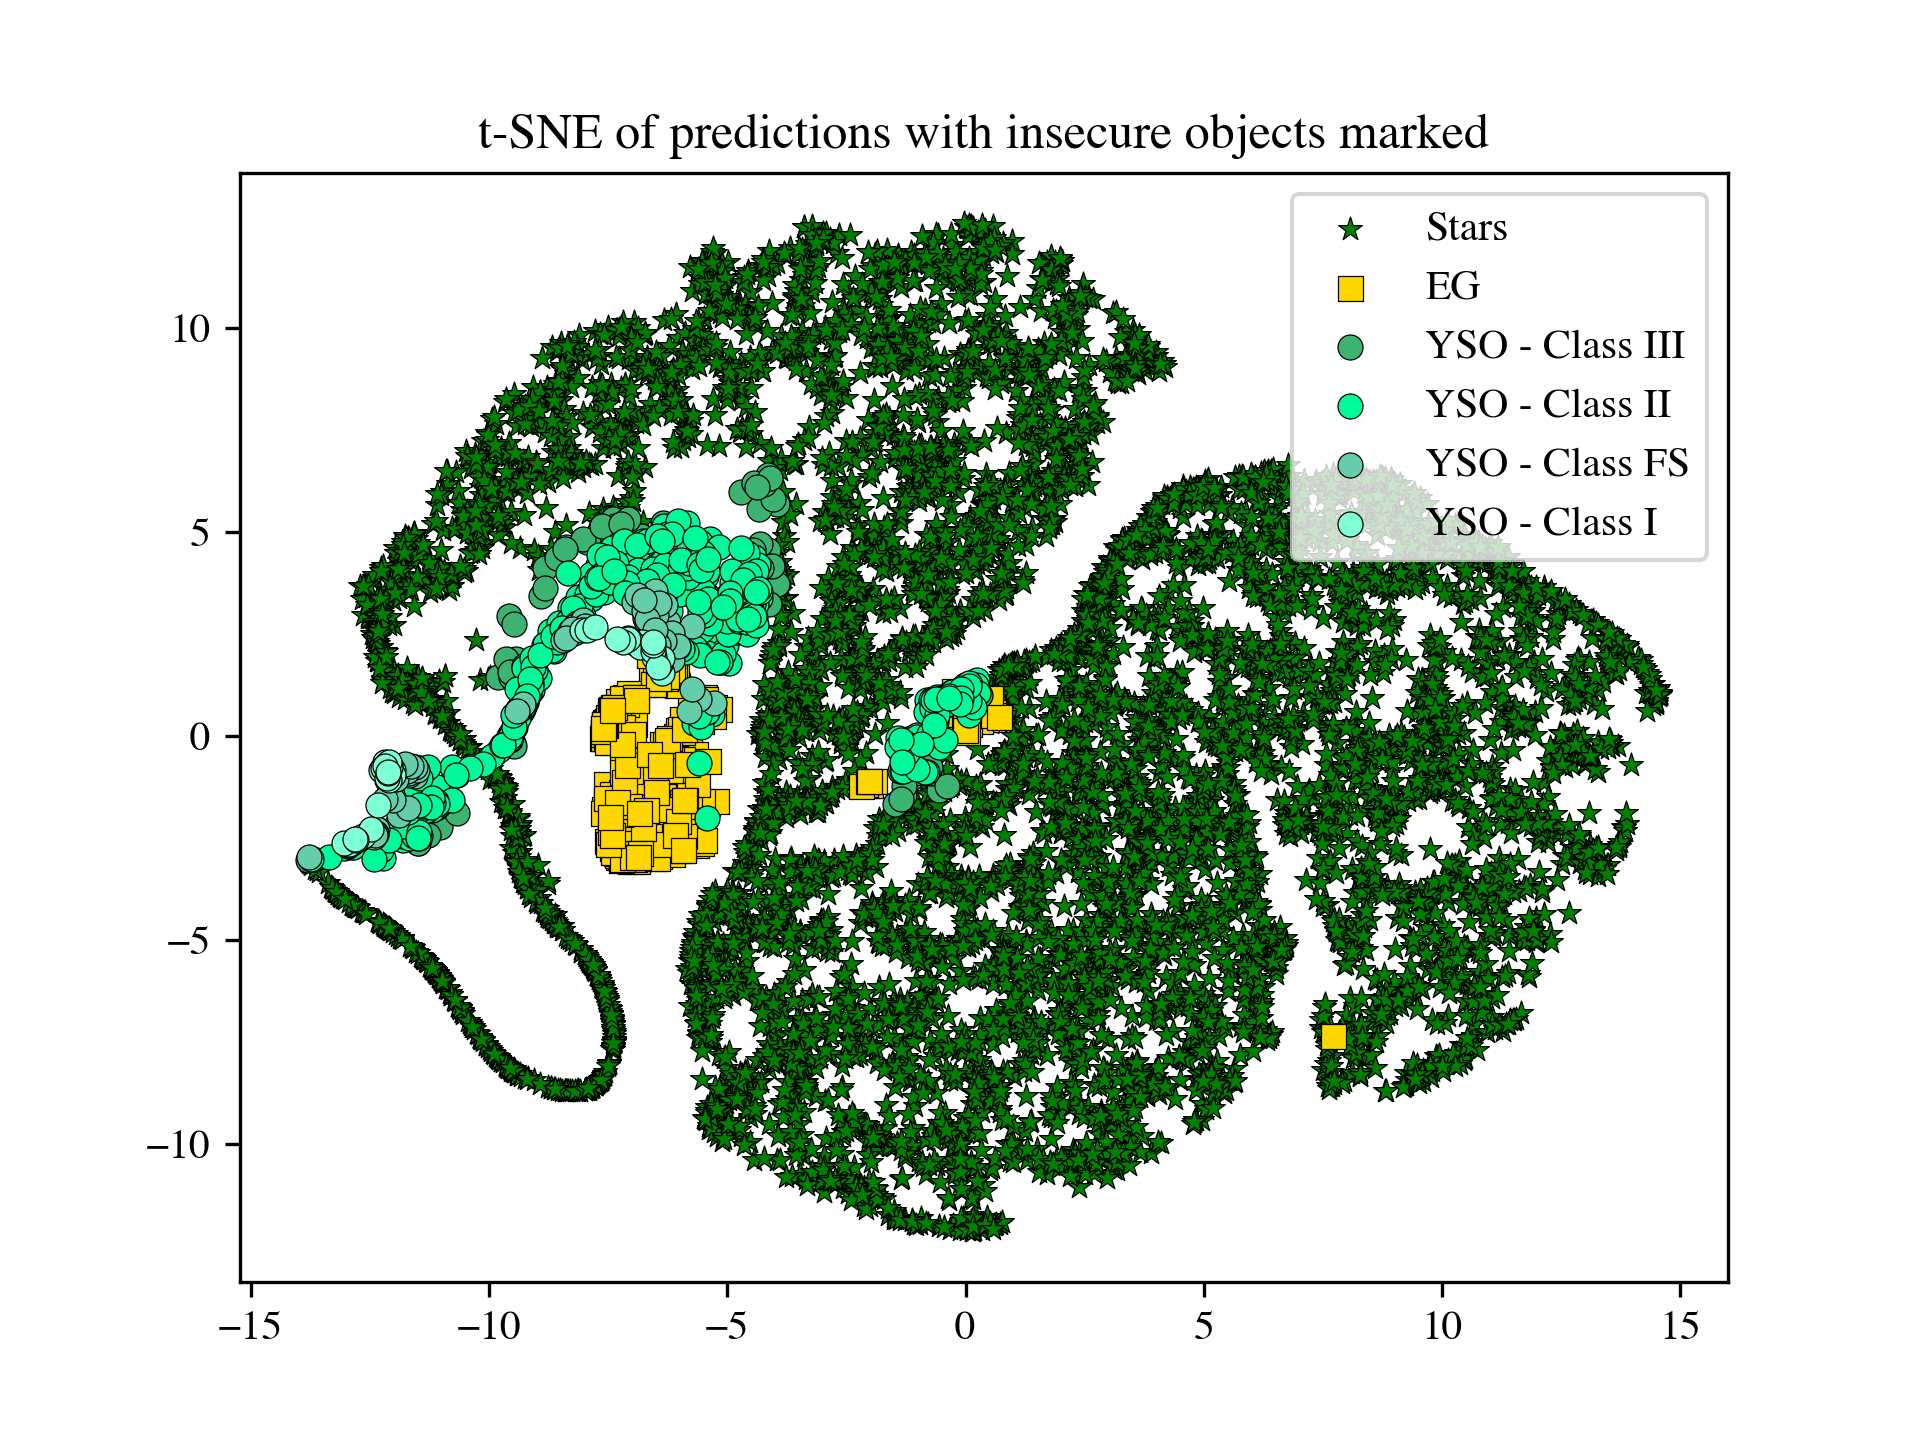 t-SNE of predictions with insecure objects marked
Stars
EG
YSO - Class III
YSO - Class II
YSO - Class FS
YSO - Class I
10
5
0
−5
−10
−15 −10 −5 0 5 10 15